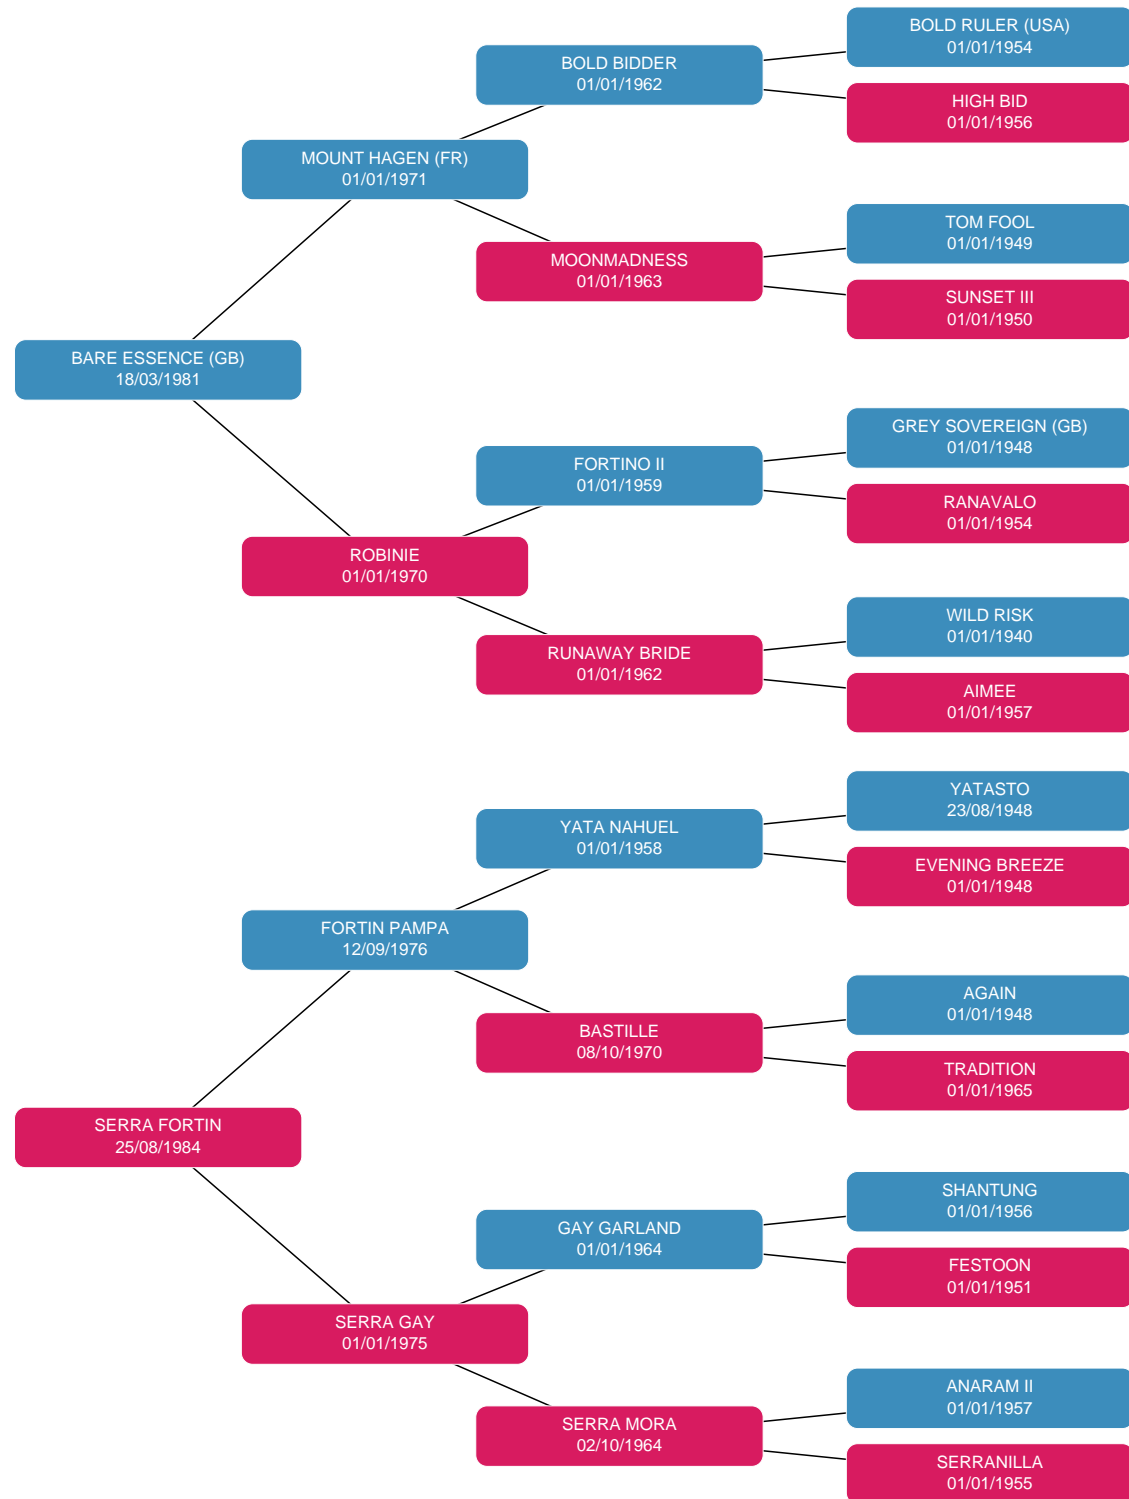 BOLD RULER (USA)
01/01/1954
BOLD BIDDER
01/01/1962
HIGH BID
01/01/1956
MOUNT HAGEN (FR)
01/01/1971
TOM FOOL
01/01/1949
MOONMADNESS
01/01/1963
SUNSET III
01/01/1950
BARE ESSENCE (GB)
18/03/1981
GREY SOVEREIGN (GB)
01/01/1948
FORTINO II
01/01/1959
RANAVALO
01/01/1954
ROBINIE
01/01/1970
WILD RISK
01/01/1940
RUNAWAY BRIDE
01/01/1962
AIMEE
01/01/1957
YATASTO
23/08/1948
YATA NAHUEL
01/01/1958
EVENING BREEZE
01/01/1948
FORTIN PAMPA
12/09/1976
AGAIN
01/01/1948
BASTILLE
08/10/1970
TRADITION
01/01/1965
SERRA FORTIN
25/08/1984
SHANTUNG
01/01/1956
GAY GARLAND
01/01/1964
FESTOON
01/01/1951
SERRA GAY
01/01/1975
ANARAM II
01/01/1957
SERRA MORA
02/10/1964
SERRANILLA
01/01/1955